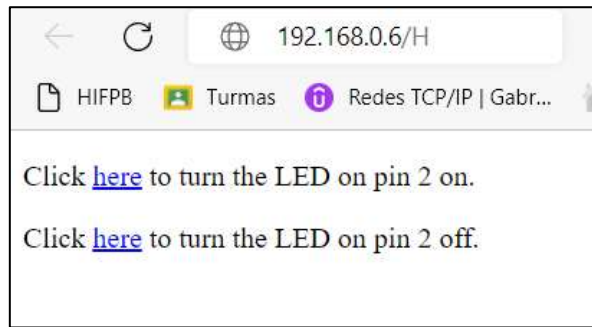 192.168.0.6/H
HIFPB Turmas Redes TCP/IP | Gabr...
Click here to turn the LED on pin 2 on.
Click here to turn the LED on pin 2 off.